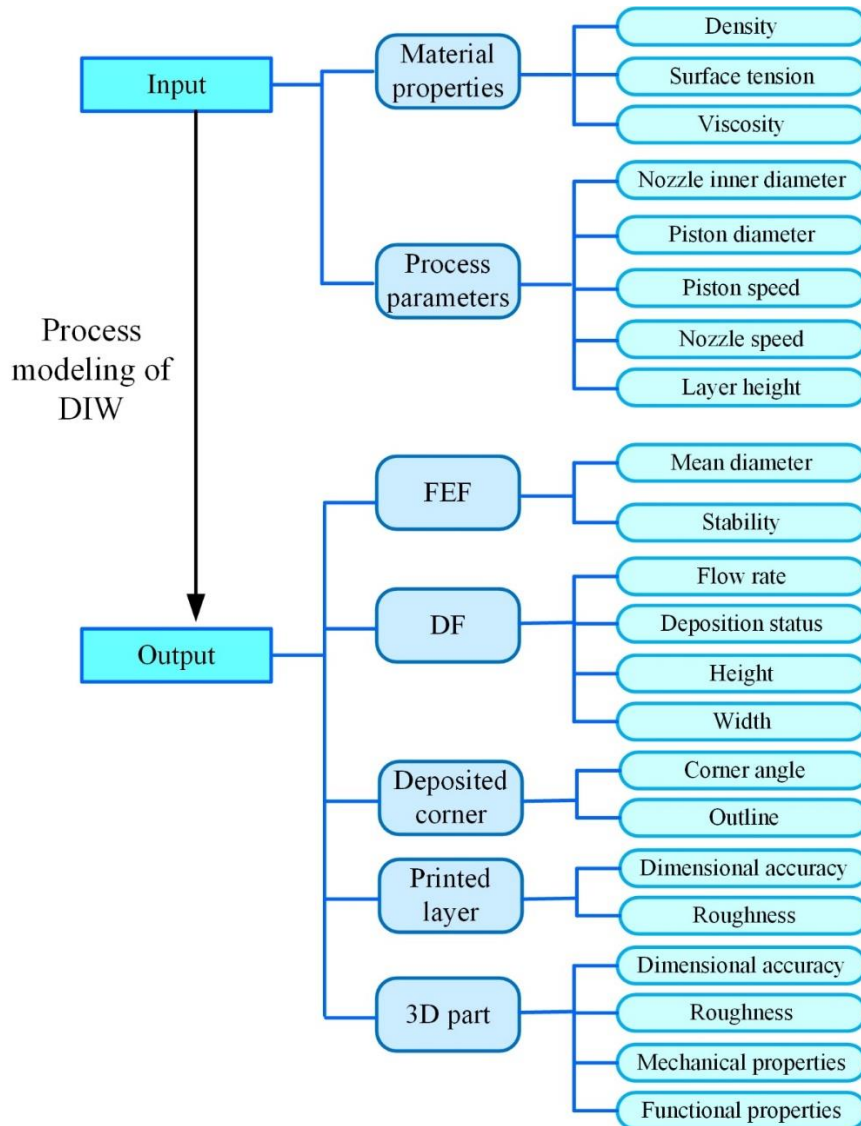 Input
Material
properties
Density
Surface tension
Viscosity
Process
parameters
Nozzle inner diameter
Piston diameter
Piston speed
Nozzle speed
Layer height
Process
modeling of
DIW
Output
FEF
Mean diameter
Stability
DF
Flow rate
Deposition status
Height
Width
Deposited
corner
Corner angle
Outline
Printed
layer
Dimensional accuracy
Roughness
3D part
Dimensional accuracy
Roughness
Mechanical properties
Functional properties